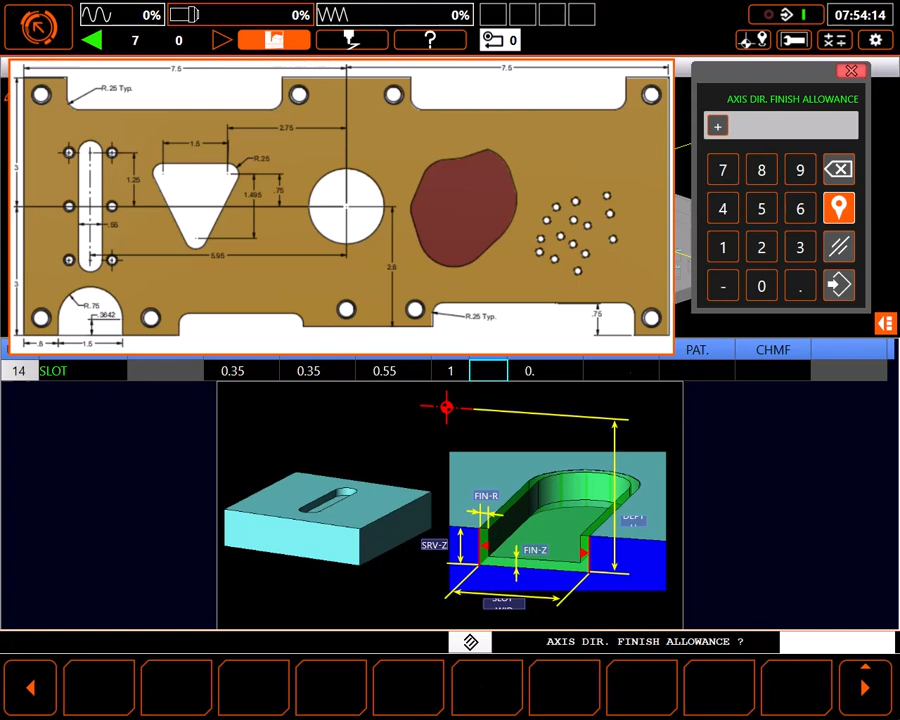 0%
0%
0%
07:54:14
7
0
?
0
7.5
7.5
R.25 Typ.
2.75
1.5
R.25
.75
1.495
1.25
3
.55
5.95
2.6
3
R.75
.3642
.8
1.5
R.25 Typ.
.75
AXIS DIR. FINISH ALLOWANCE
+
7 8 9
4 5 6
1 2 3
- 0 .
PAT. CHMF
14 SLOT 0.35 0.35 0.55 1 0.
FIN-R
SRV-Z
FIN-Z
AXIS DIR. FINISH ALLOWANCE ?